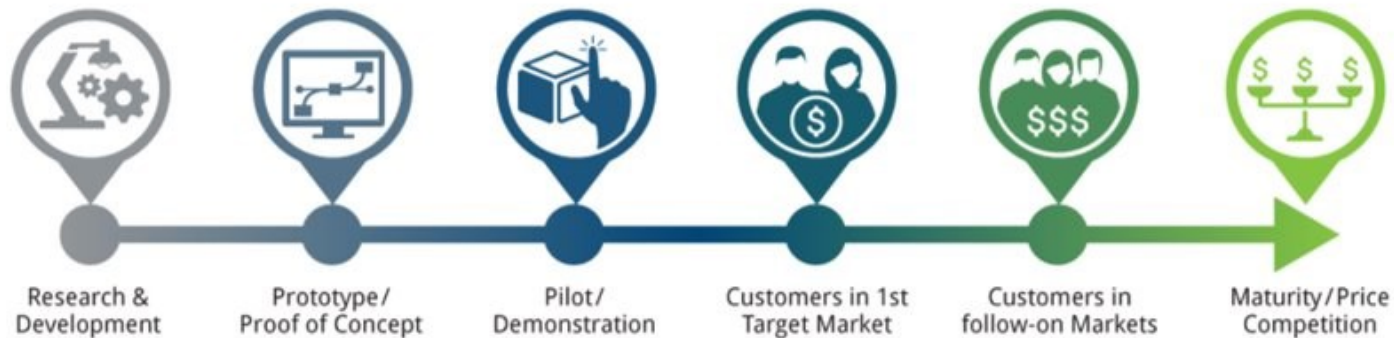 $
$$$
$ $ $
Research &
Development
Prototype/
Proof of Concept
Pilot/
Demonstration
Customers in 1st
Target Market
Customers in
follow-on Markets
Maturity/Price
Competition